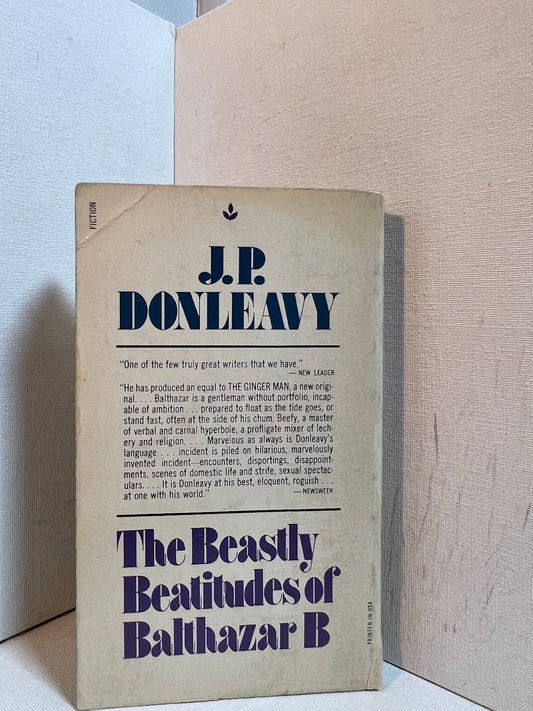 FICTION
J.P.
DONLEAVY
"One of the few truly great writers that we have."
— NEW LEADER
"He has produced an equal to THE GINGER MAN, a new origi-
nal. . . . Balthazar is a gentleman without portfolio, incap-
able of ambition . . . prepared to float as the tide goes, or
stand fast, often at the side of his chum, Beefy, a master
of verbal and carnal hyperbole, a profligate mixer of lech-
ery and religion. . . . Marvelous as always is Donleavy's
language . . . incident is piled on hilarious, marvelously
invented incident—encounters, disportings, disappoint-
ments, scenes of domestic life and strife, sexual spectac-
ulars. . . . It is Donleavy at his best, eloquent, roguish . . .
at one with his world."
—NEWSWEEK
The Beastly
Beatitudes of
Balthazar B
PRINTED IN USA